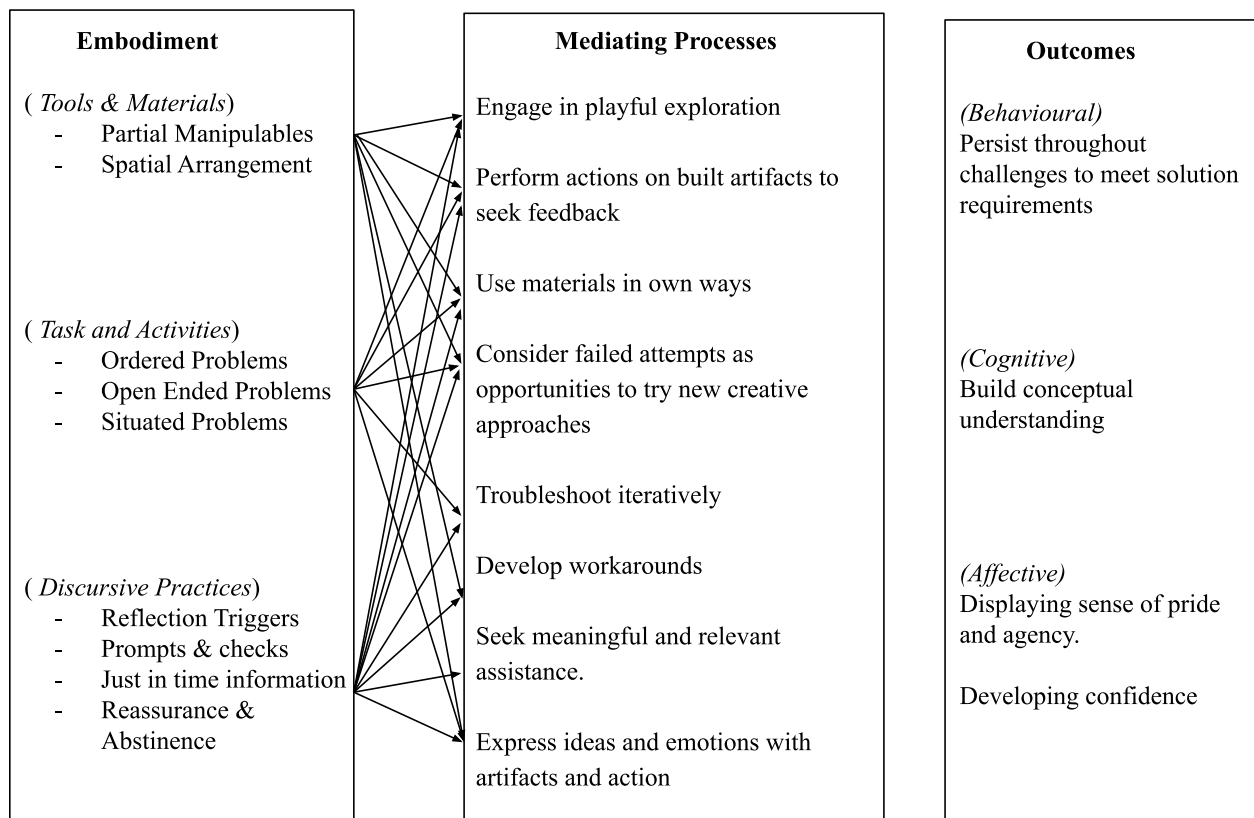 Embodiment
( Tools & Materials)
- Partial Manipulables
- Spatial Arrangement
( Task and Activities)
- Ordered Problems
- Open Ended Problems
- Situated Problems
( Discursive Practices)
- Reflection Triggers
- Prompts & checks
- Just in time information
- Reassurance &
Abstinence
Mediating Processes
Engage in playful exploration
Perform actions on built artifacts to
seek feedback
Use materials in own ways
Consider failed attempts as
opportunities to try new creative
approaches
Troubleshoot iteratively
Develop workarounds
Seek meaningful and relevant
assistance.
Express ideas and emotions with
artifacts and action
Outcomes
(Behavioural)
Persist throughout
challenges to meet solution
requirements
(Cognitive)
Build conceptual
understanding
(Affective)
Displaying sense of pride
and agency.
Developing confidence